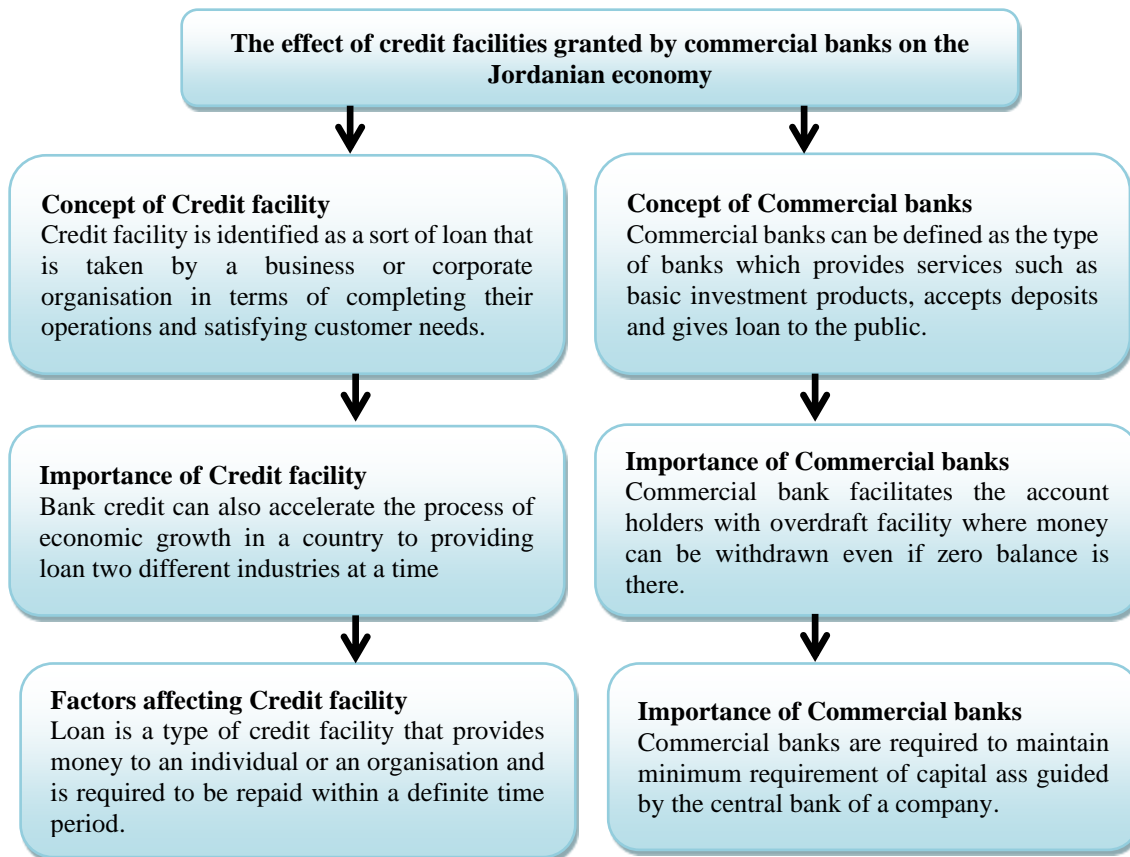 The effect of credit facilities granted by commercial banks on the
Jordanian economy
Concept of Credit facility
Credit facility is identified as a sort of loan that
is taken by a business or corporate
organisation in terms of completing their
operations and satisfying customer needs.
Concept of Commercial banks
Commercial banks can be defined as the type
of banks which provides services such as
basic investment products, accepts deposits
and gives loan to the public.
Importance of Credit facility
Bank credit can also accelerate the process of
economic growth in a country to providing
loan two different industries at a time
Importance of Commercial banks
Commercial bank facilitates the account
holders with overdraft facility where money
can be withdrawn even if zero balance is
there.
Factors affecting Credit facility
Loan is a type of credit facility that provides
money to an individual or an organisation and
is required to be repaid within a definite time
period.
Importance of Commercial banks
Commercial banks are required to maintain
minimum requirement of capital ass guided
by the central bank of a company.